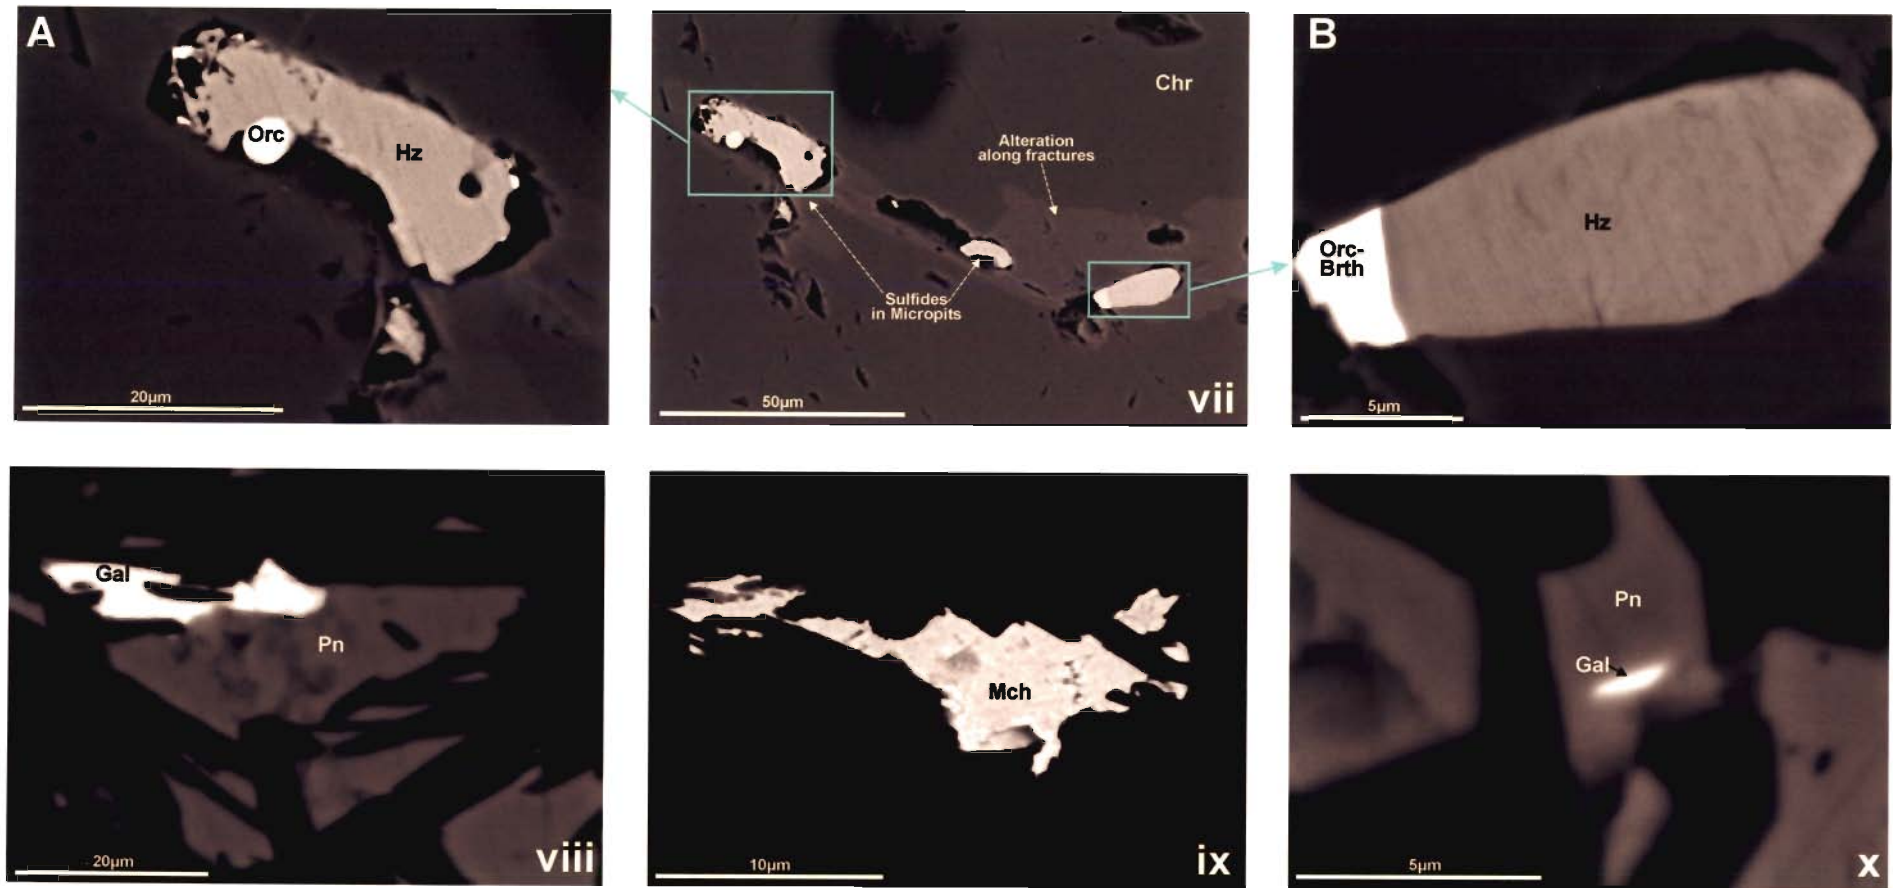 A
Orc
Hz
20µm
Chr
Alteration
along fractures
Sulfides
in Micropits
50µm
vii
B
Orc-
Brth
Hz
5µm
Gal
Pn
20µm
viii
Mch
10µm
ix
Pn
Gal
5µm
x